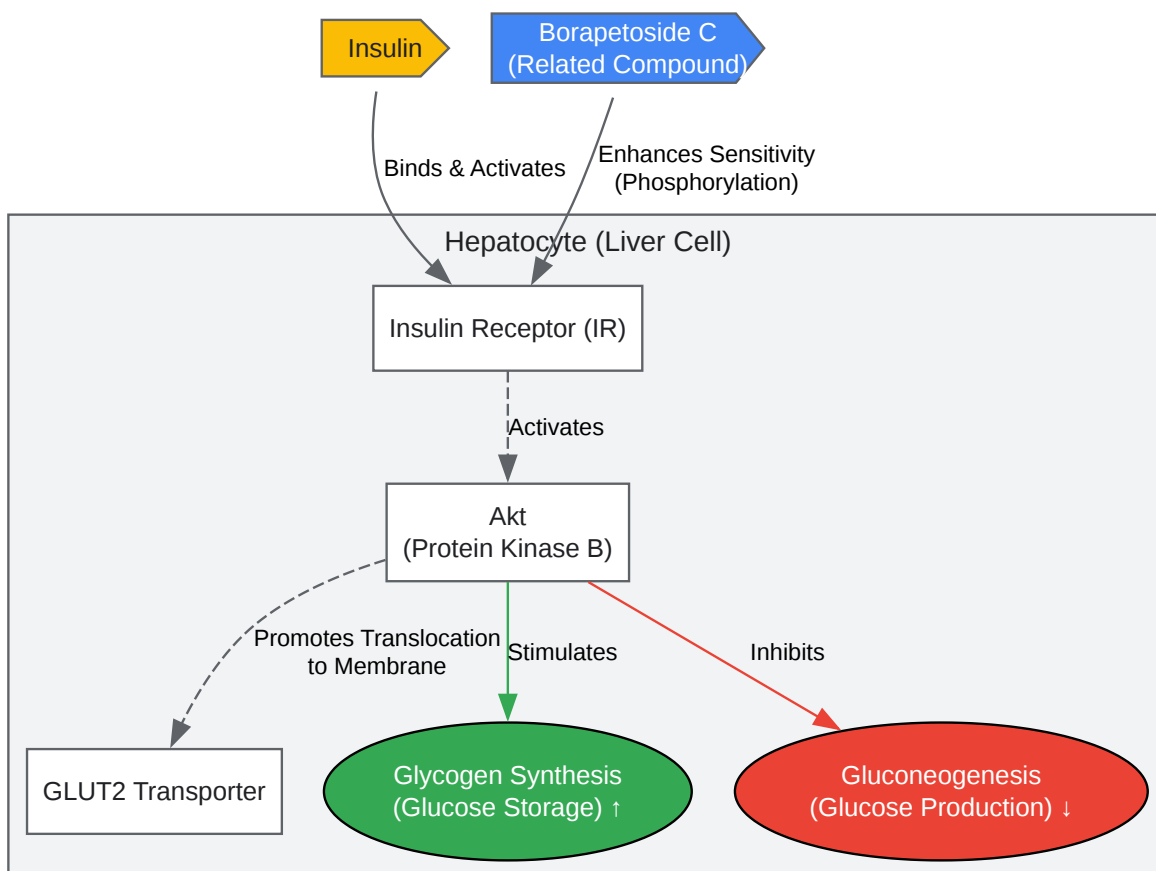 Insulin
Borapetoside C
(Related Compound)
Binds & Activates
Enhances Sensitivity
(Phosphorylation)
Hepatocyte (Liver Cell)
Insulin Receptor (IR)
Activates
Akt
(Protein Kinase B)
Promotes Translocation
to Membrane
Stimulates
Inhibits
GLUT2 Transporter
Glycogen Synthesis
(Glucose Storage) ↑
Gluconeogenesis
(Glucose Production) ↓